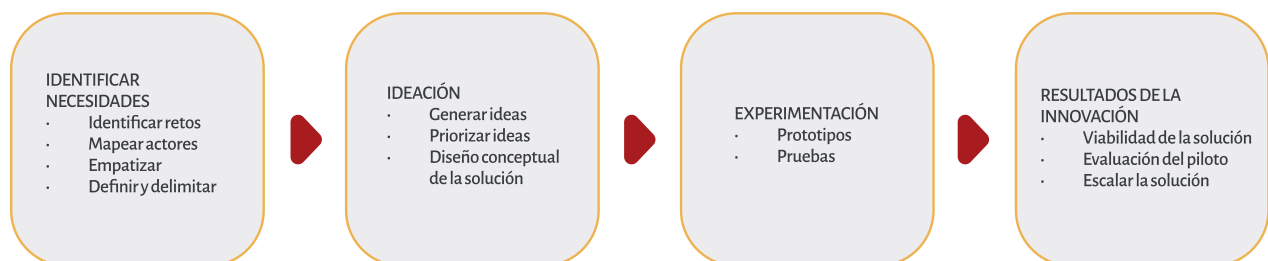 IDENTIFICAR
NECESIDADES
· Identificar retos
· Mapear actores
· Empatizar
· Definir y delimitar
IDEACIÓN
· Generar ideas
· Priorizar ideas
· Diseño conceptual
de la solución
EXPERIMENTACIÓN
· Prototipos
· Pruebas
RESULTADOS DE LA
INNOVACIÓN
· Viabilidad de la solución
· Evaluación del piloto
· Escalar la solución